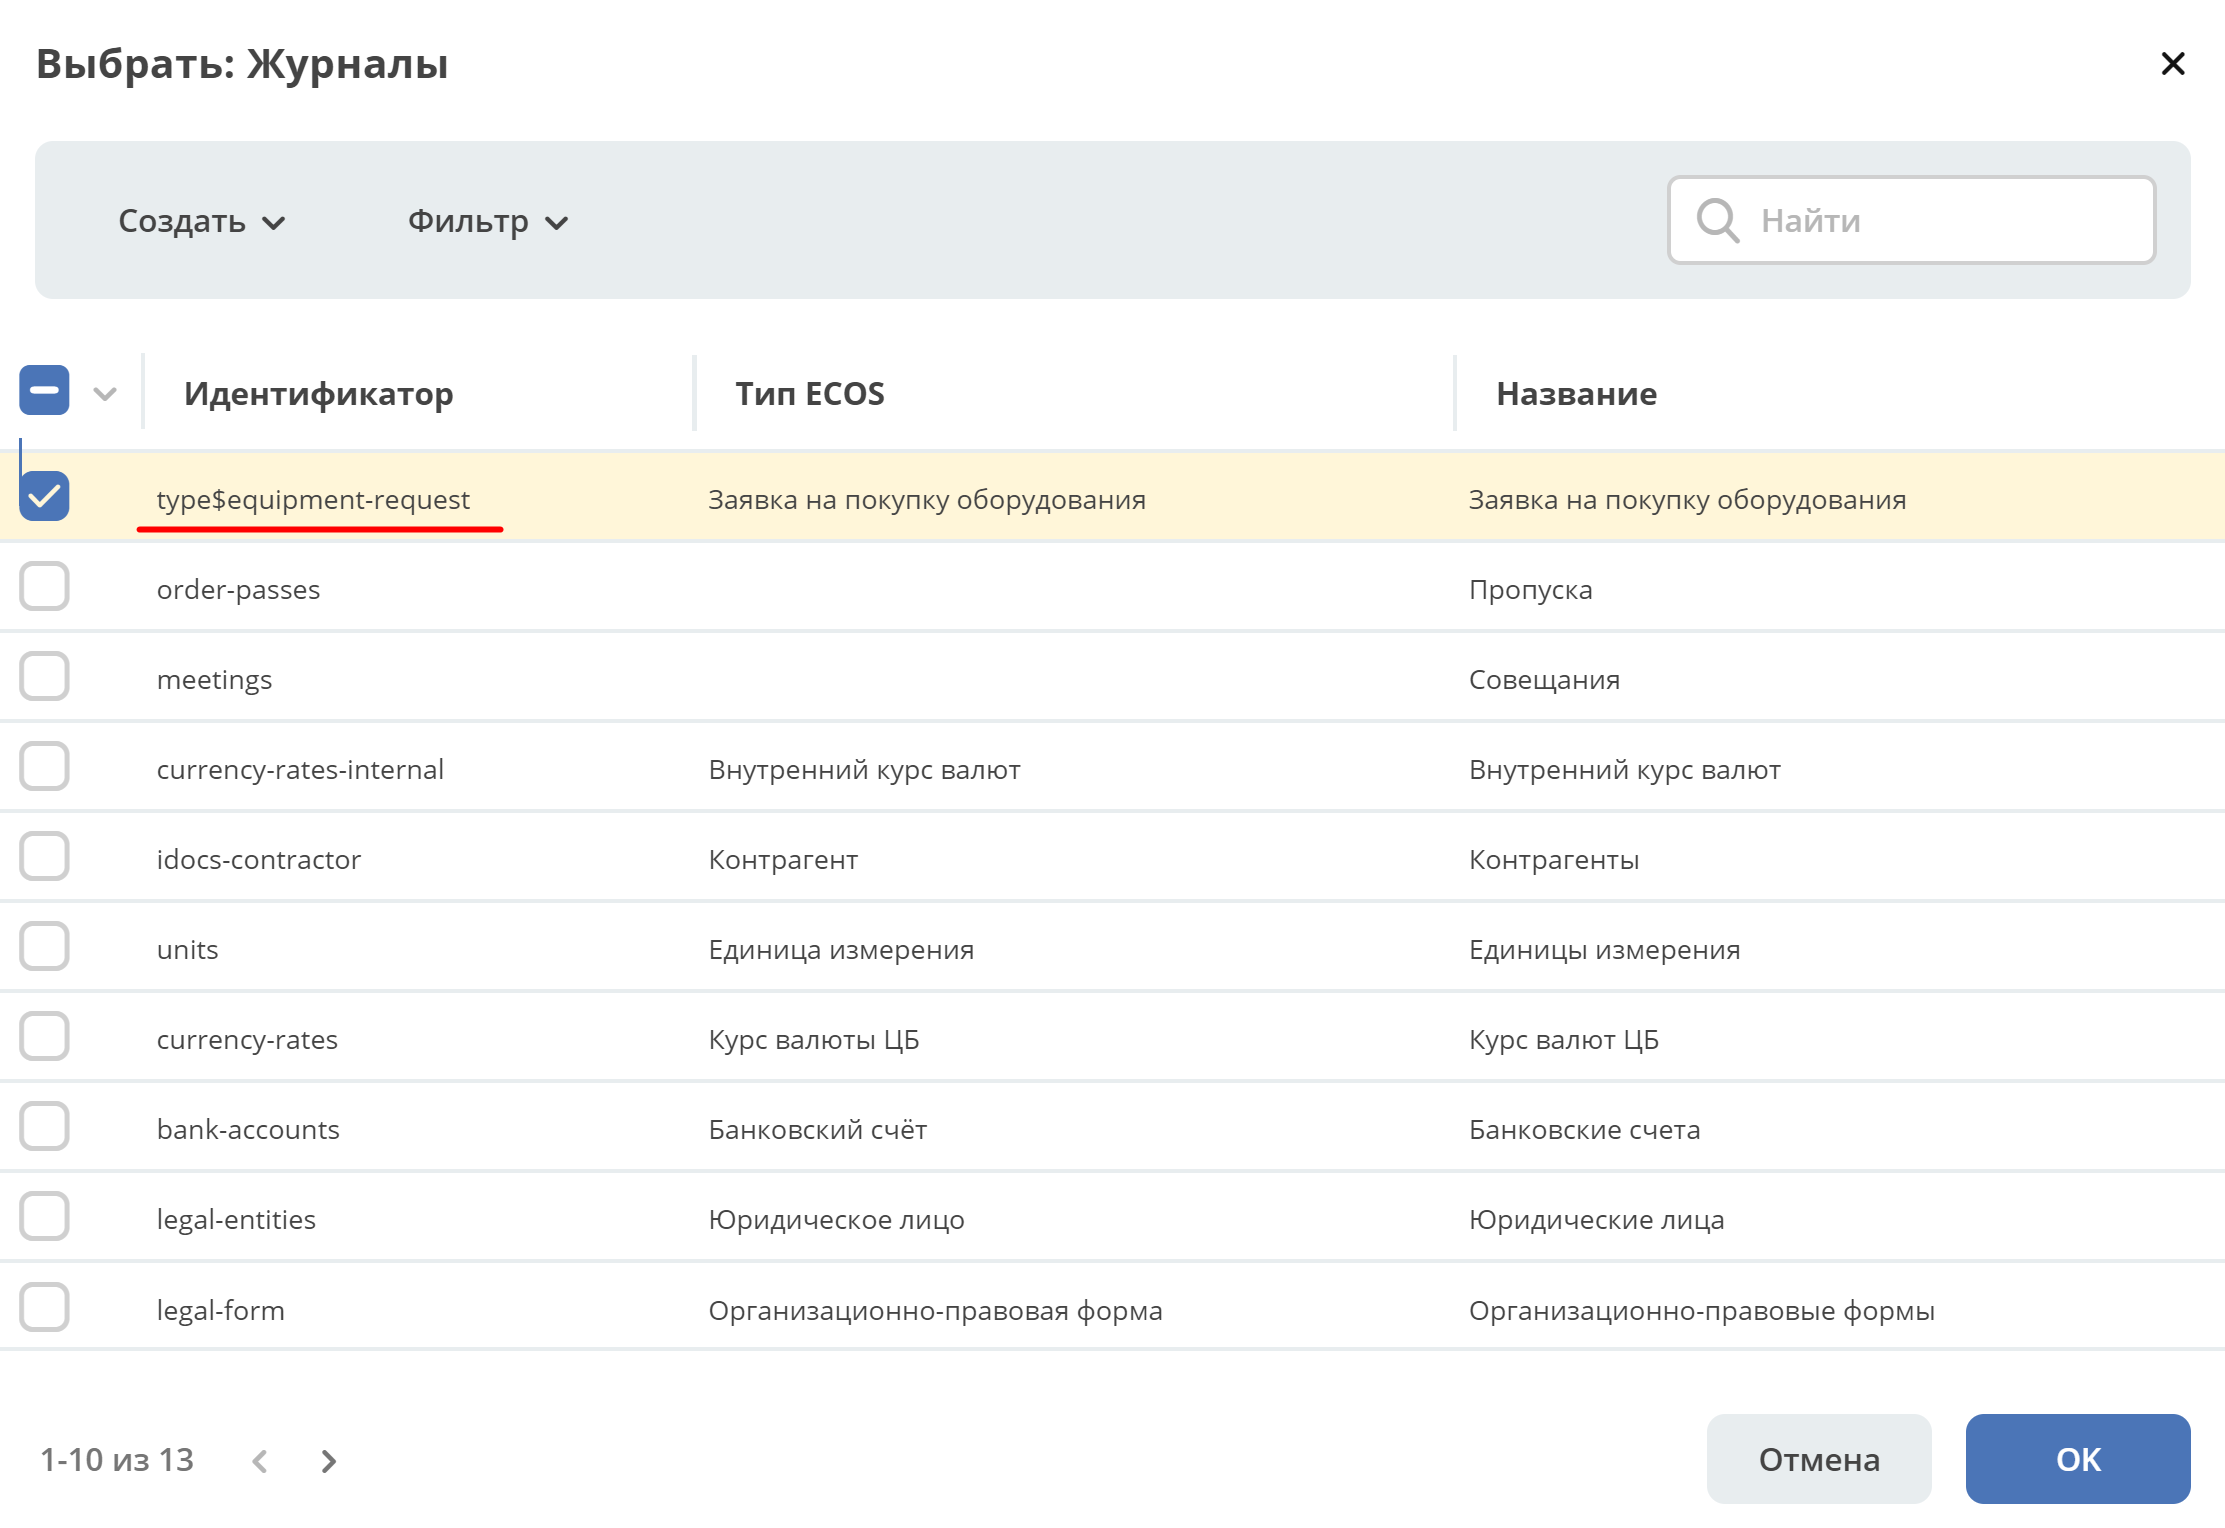 Выбрать: Журналы
Создать Фильтр Найти
Идентификатор Тип ECOS Название
type$equipment-request Заявка на покупку оборудования Заявка на покупку оборудования
order-passes Пропуска
meetings Совещания
currency-rates-internal Внутренний курс валют Внутренний курс валют
idocs-contractor Контрагент Контрагенты
units Единица измерения Единицы измерения
currency-rates Курс валюты ЦБ Курс валют ЦБ
bank-accounts Банковский счёт Банковские счета
legal-entities Юридическое лицо Юридические лица
legal-form Организационно-правовая форма Организационно-правовые формы
1-10 из 13 Отмена OK